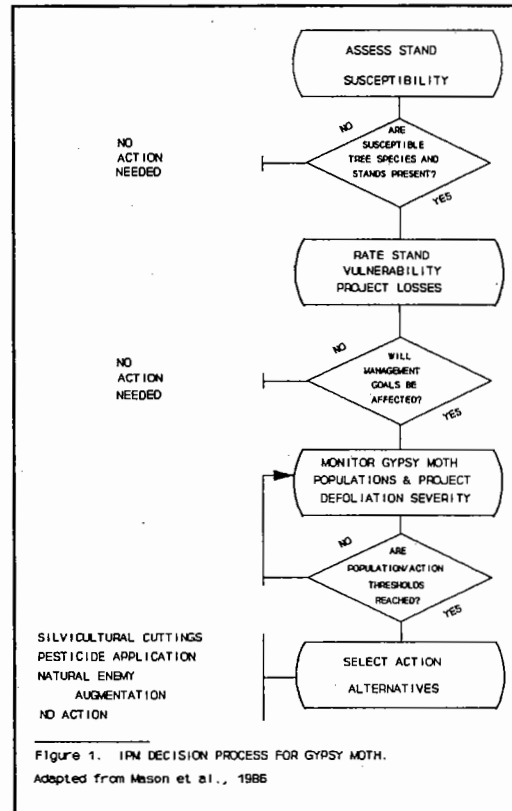 ASSESS STAND
SUSCEPTIBILITY
NO
ARE
SUSCEPTIBLE
TREE SPECIES AND
STANDS PRESENT?
NO
ACTION
NEEDED
YES
RATE STAND
VULNERABILITY
PROJECT LOSSES
NO
WILL
MANAGEMENT
GOALS BE
AFFECTED?
NO
ACTION
NEEDED
YES
MONITOR GYPSY MOTH
POPULATIONS & PROJECT
DEFOLIATION SEVERITY
NO
ARE
POPULATION/ACTION
THRESHOLDS
REACHED?
YES
SILVICULTURAL CUTTINGS
PESTICIDE APPLICATION
NATURAL ENEMY
AUGMENTATION
NO ACTION
SELECT ACTION
ALTERNATIVES
Figure 1. IPM DECISION PROCESS FOR GYPSY MOTH.
Adapted from Mason et al., 1986